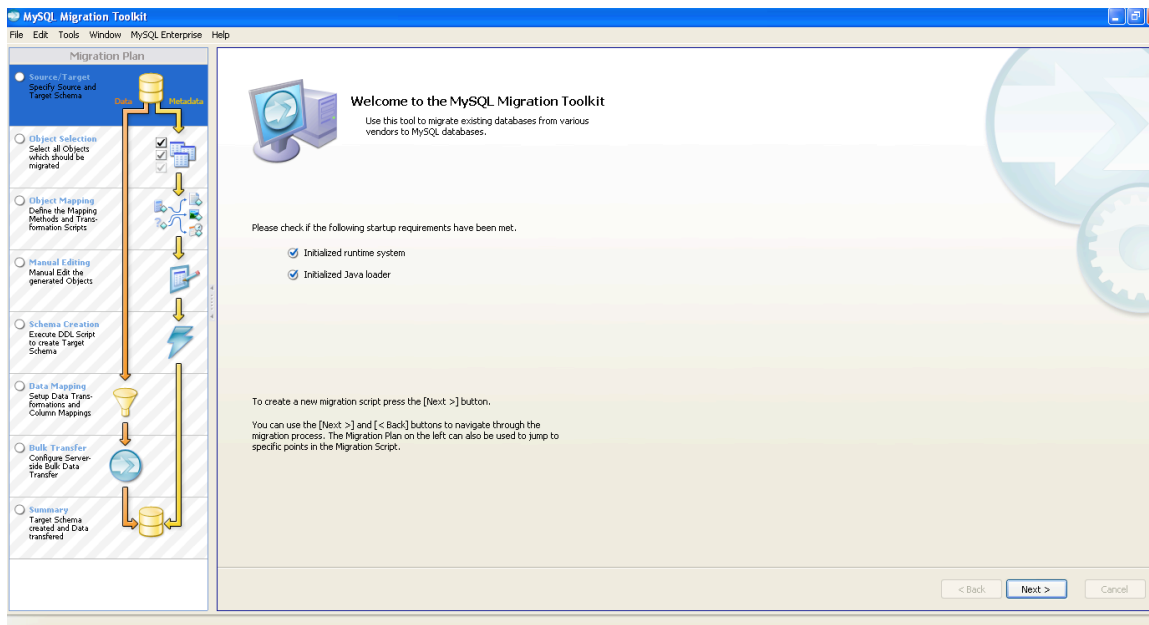 MySQL Migration Toolkit
File Edit Tools Window MySQL Enterprise Help
Migration Plan
Source/Target
Specify Source and
Target Schema
Data Metadata
Object Selection
Select all Objects
which should be
migrated
Object Mapping
Define the Mapping
Methods and Trans-
formation Scripts
Manual Editing
Manual Edit the
generated Objects
Schema Creation
Execute DDL Script
to create Target
Schema
Data Mapping
Setup Data Trans-
formations and
Column Mappings
Bulk Transfer
Configure Server-
side Bulk Data
Transfer
Summary
Target Schema
created and Data
transfered
Welcome to the MySQL Migration Toolkit
Use this tool to migrate existing databases from various
vendors to MySQL databases.
Please check if the following startup requirements have been met.
Initialized runtime system
Initialized Java loader
To create a new migration script press the [Next >] button.
You can use the [Next >] and [< Back] buttons to navigate through the
migration process. The Migration Plan on the left can also be used to jump to
specific points in the Migration Script.
< Back Next > Cancel